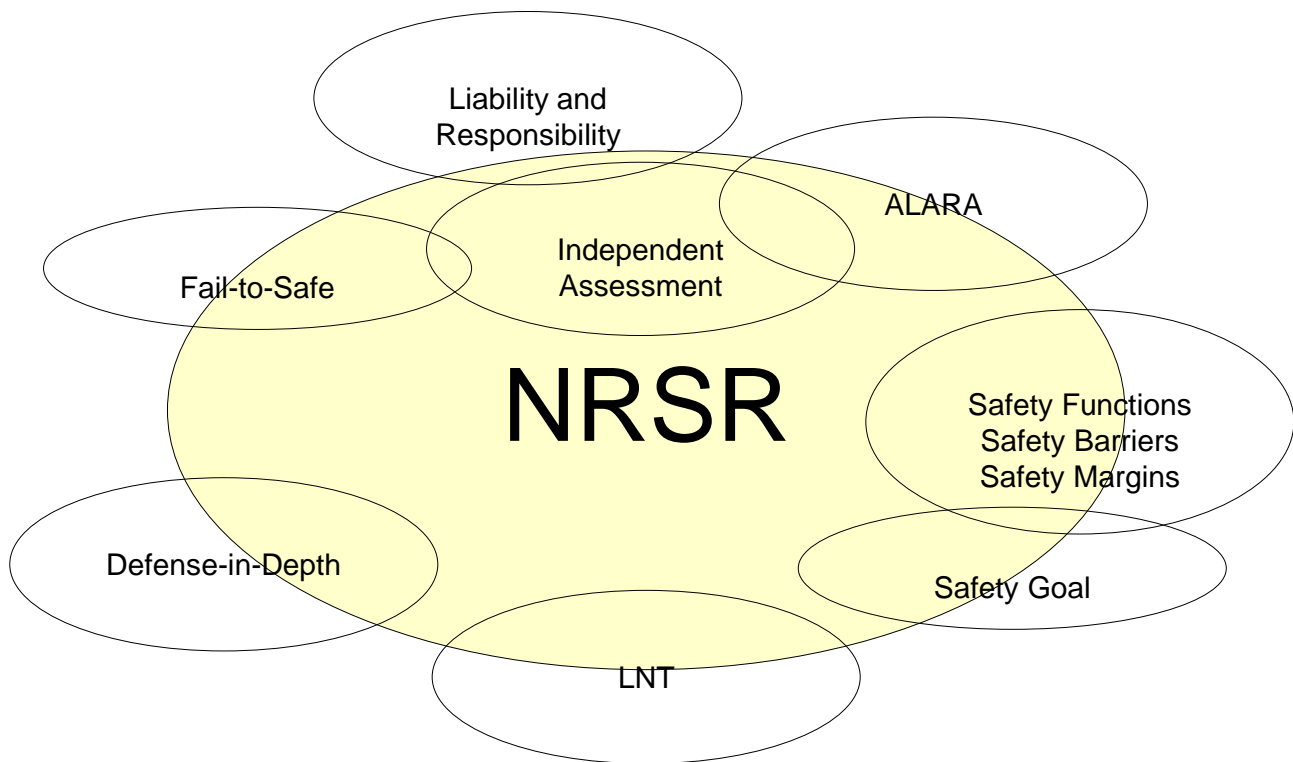 Liability and
Responsibility
ALARA
Independent
Assessment
Fail-to-Safe
NRSR
Safety Functions
Safety Barriers
Safety Margins
Defense-in-Depth
Safety Goal
LNT